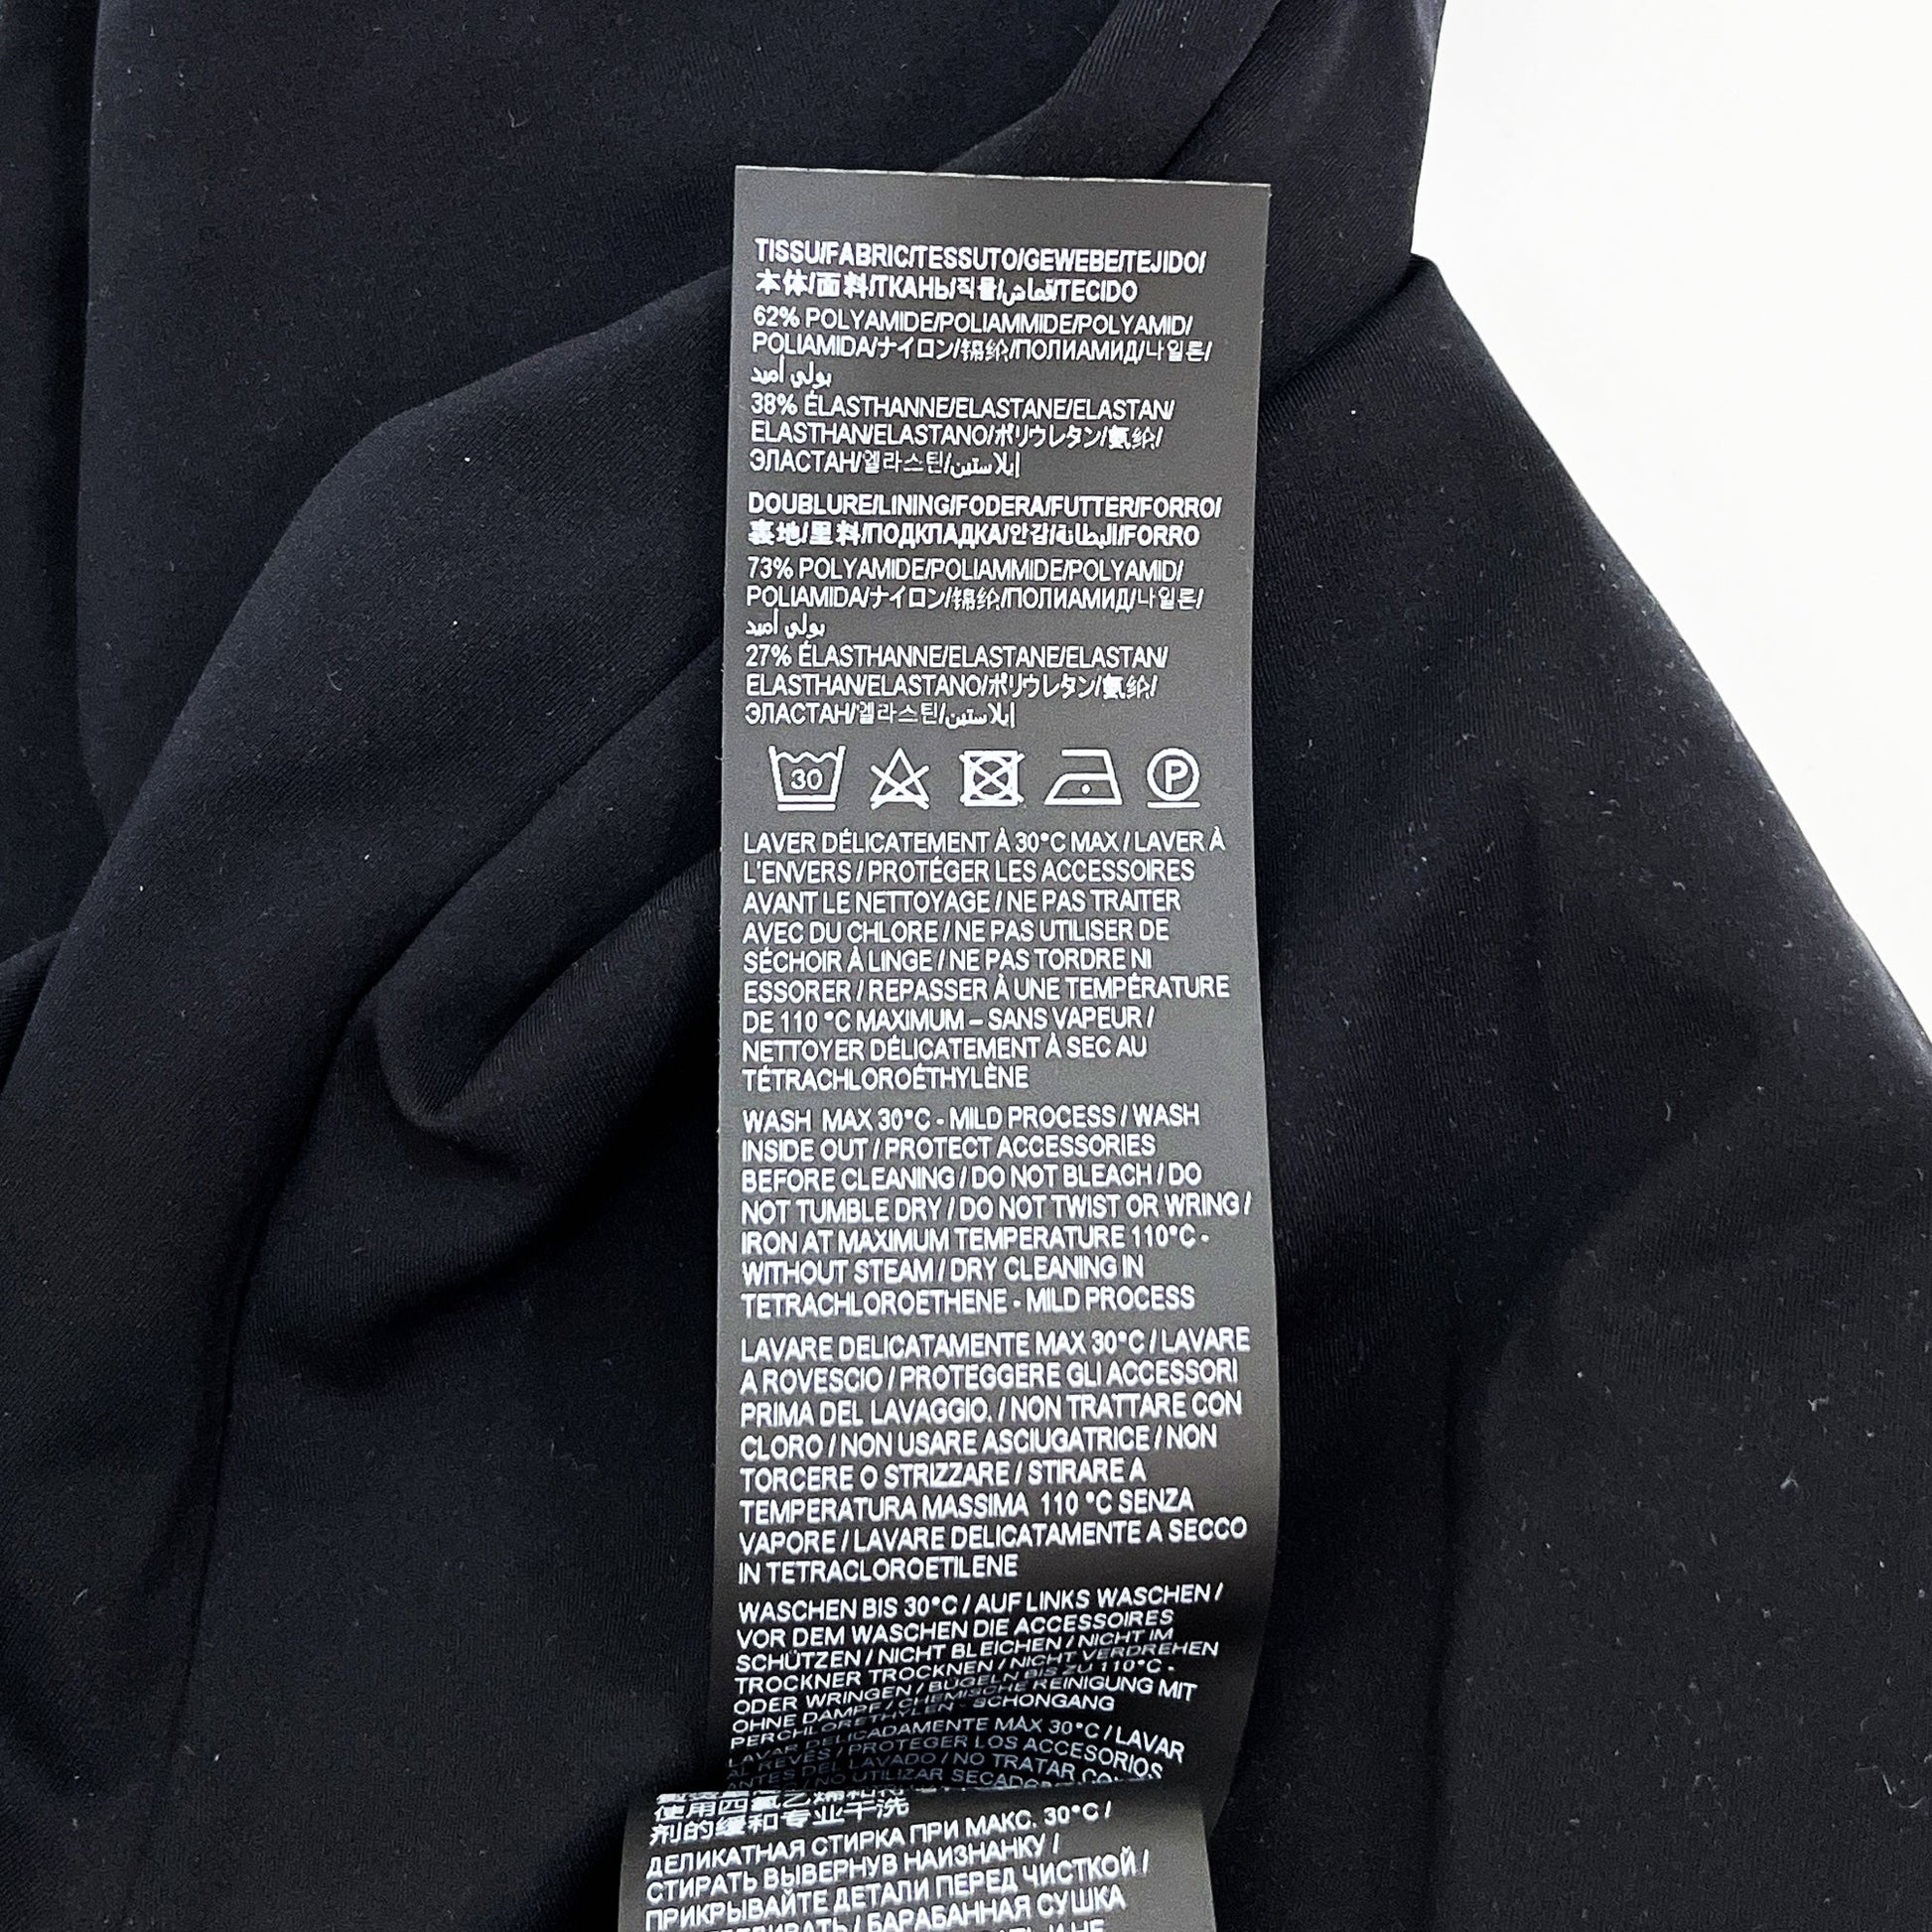 TISSU/FABRIC/TESSUTO/GEWEBE/TEJIDO/
本体/面料/ТКАНЬ/직물/قماش/TECIDO
62% POLYAMIDE/POLIAMMIDE/POLYAMID/
POLIAMIDA/ナイロン/锦纶/ПОЛИАМИД/나일론/
بولي أميد
38% ÉLASTHANNE/ELASTANE/ELASTAN/
ELASTHAN/ELASTANO/ポリウレタン/氨纶/
ЭЛАСТАН/엘라스틴/إيلاستين
DOUBLURE/LINING/FODERA/FUTTER/FORRO/
裏地/里料/ПОДКПАДКА/안감/البطانة/FORRO
73% POLYAMIDE/POLIAMMIDE/POLYAMID/
POLIAMIDA/ナイロン/锦纶/ПОЛИАМИД/나일론/
بولي أميد
27% ÉLASTHANNE/ELASTANE/ELASTAN/
ELASTHAN/ELASTANO/ポリウレタン/氨纶/
ЭЛАСТАН/엘라스틴/إيلاستين
30 P
LAVER DÉLICATEMENT À 30°C MAX / LAVER À
L'ENVERS / PROTÉGER LES ACCESSOIRES
AVANT LE NETTOYAGE / NE PAS TRAITER
AVEC DU CHLORE / NE PAS UTILISER DE
SÉCHOIR À LINGE / NE PAS TORDRE NI
ESSORER / REPASSER À UNE TEMPÉRATURE
DE 110 °C MAXIMUM – SANS VAPEUR /
NETTOYER DÉLICATEMENT À SEC AU
TÉTRACHLOROÉTHYLÈNE
WASH MAX 30°C - MILD PROCESS / WASH
INSIDE OUT / PROTECT ACCESSORIES
BEFORE CLEANING / DO NOT BLEACH / DO
NOT TUMBLE DRY / DO NOT TWIST OR WRING /
IRON AT MAXIMUM TEMPERATURE 110°C -
WITHOUT STEAM / DRY CLEANING IN
TETRACHLOROETHENE - MILD PROCESS
LAVARE DELICATAMENTE MAX 30°C / LAVARE
A ROVESCIO / PROTEGGERE GLI ACCESSORI
PRIMA DEL LAVAGGIO. / NON TRATTARE CON
CLORO / NON USARE ASCIUGATRICE / NON
TORCERE O STRIZZARE / STIRARE A
TEMPERATURA MASSIMA 110 °C SENZA
VAPORE / LAVARE DELICATAMENTE A SECCO
IN TETRACLOROETILENE
WASCHEN BIS 30°C / AUF LINKS WASCHEN /
VOR DEM WASCHEN DIE ACCESSOIRES
SCHÜTZEN / NICHT BLEICHEN / NICHT IM
TROCKNER TROCKNEN / NICHT VERDREHEN
ODER WRINGEN / BÜGELN BIS ZU 110°C -
OHNE DAMPF / CHEMISCHE REINIGUNG MIT
PERCHLORETHYLEN - SCHONGANG
LAVAR DELICADAMENTE MÁX 30°C / LAVAR
AL REVÉS / PROTEGER LOS ACCESORIOS
ANTES DEL LAVADO / NO TRATAR
/ NO UTILIZAR
使用四氯乙烯和
剂的缓和专业干洗
ДЕЛИКАТНАЯ СТИРКА ПРИ МАКС. 30°C /
СТИРАТЬ ВЫВЕРНУВ НАИЗНАНКУ /
ПРИКРЫВАЙТЕ ДЕТАЛИ ПЕРЕД ЧИСТКОЙ /
/ БАРАБАННАЯ СУШКА